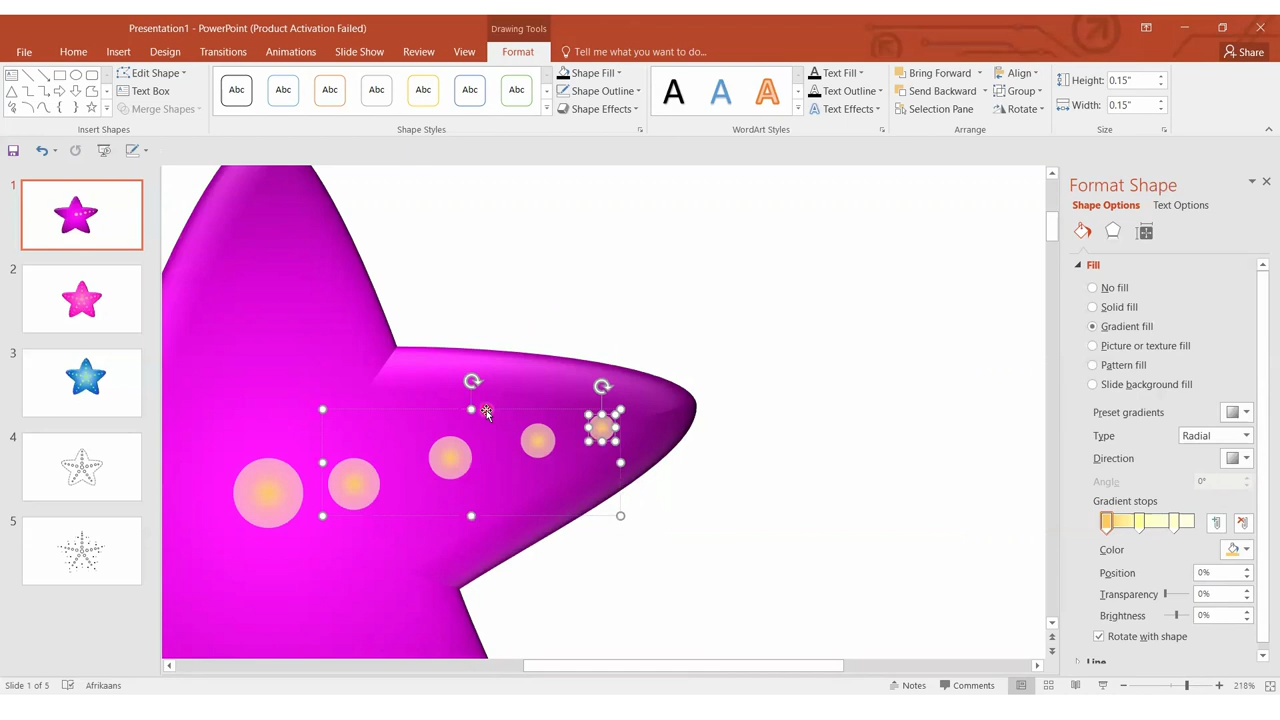 Presentation1 - PowerPoint (Product Activation Failed)
Drawing Tools
File Home Insert Design Transitions Animations Slide Show Review View Format Tell me what you want to do... Share
Edit Shape
Text Box
Merge Shapes
Insert Shapes
Abc Abc Abc Abc Abc Abc Abc
Shape Styles
Shape Fill
Shape Outline
Shape Effects
A A A
WordArt Styles
Text Fill
Text Outline
Text Effects
Bring Forward
Send Backward
Selection Pane
Align
Group
Rotate
Arrange
Height: 0.15"
Width: 0.15"
Size
1
2
3
4
5
Format Shape
Shape Options Text Options
Fill
No fill
Solid fill
Gradient fill
Picture or texture fill
Pattern fill
Slide background fill
Preset gradients
Type Radial
Direction
Angle 0°
Gradient stops
Color
Position 0%
Transparency 0%
Brightness 0%
Rotate with shape
Line
Slide 1 of 5 Afrikaans Notes Comments 218%